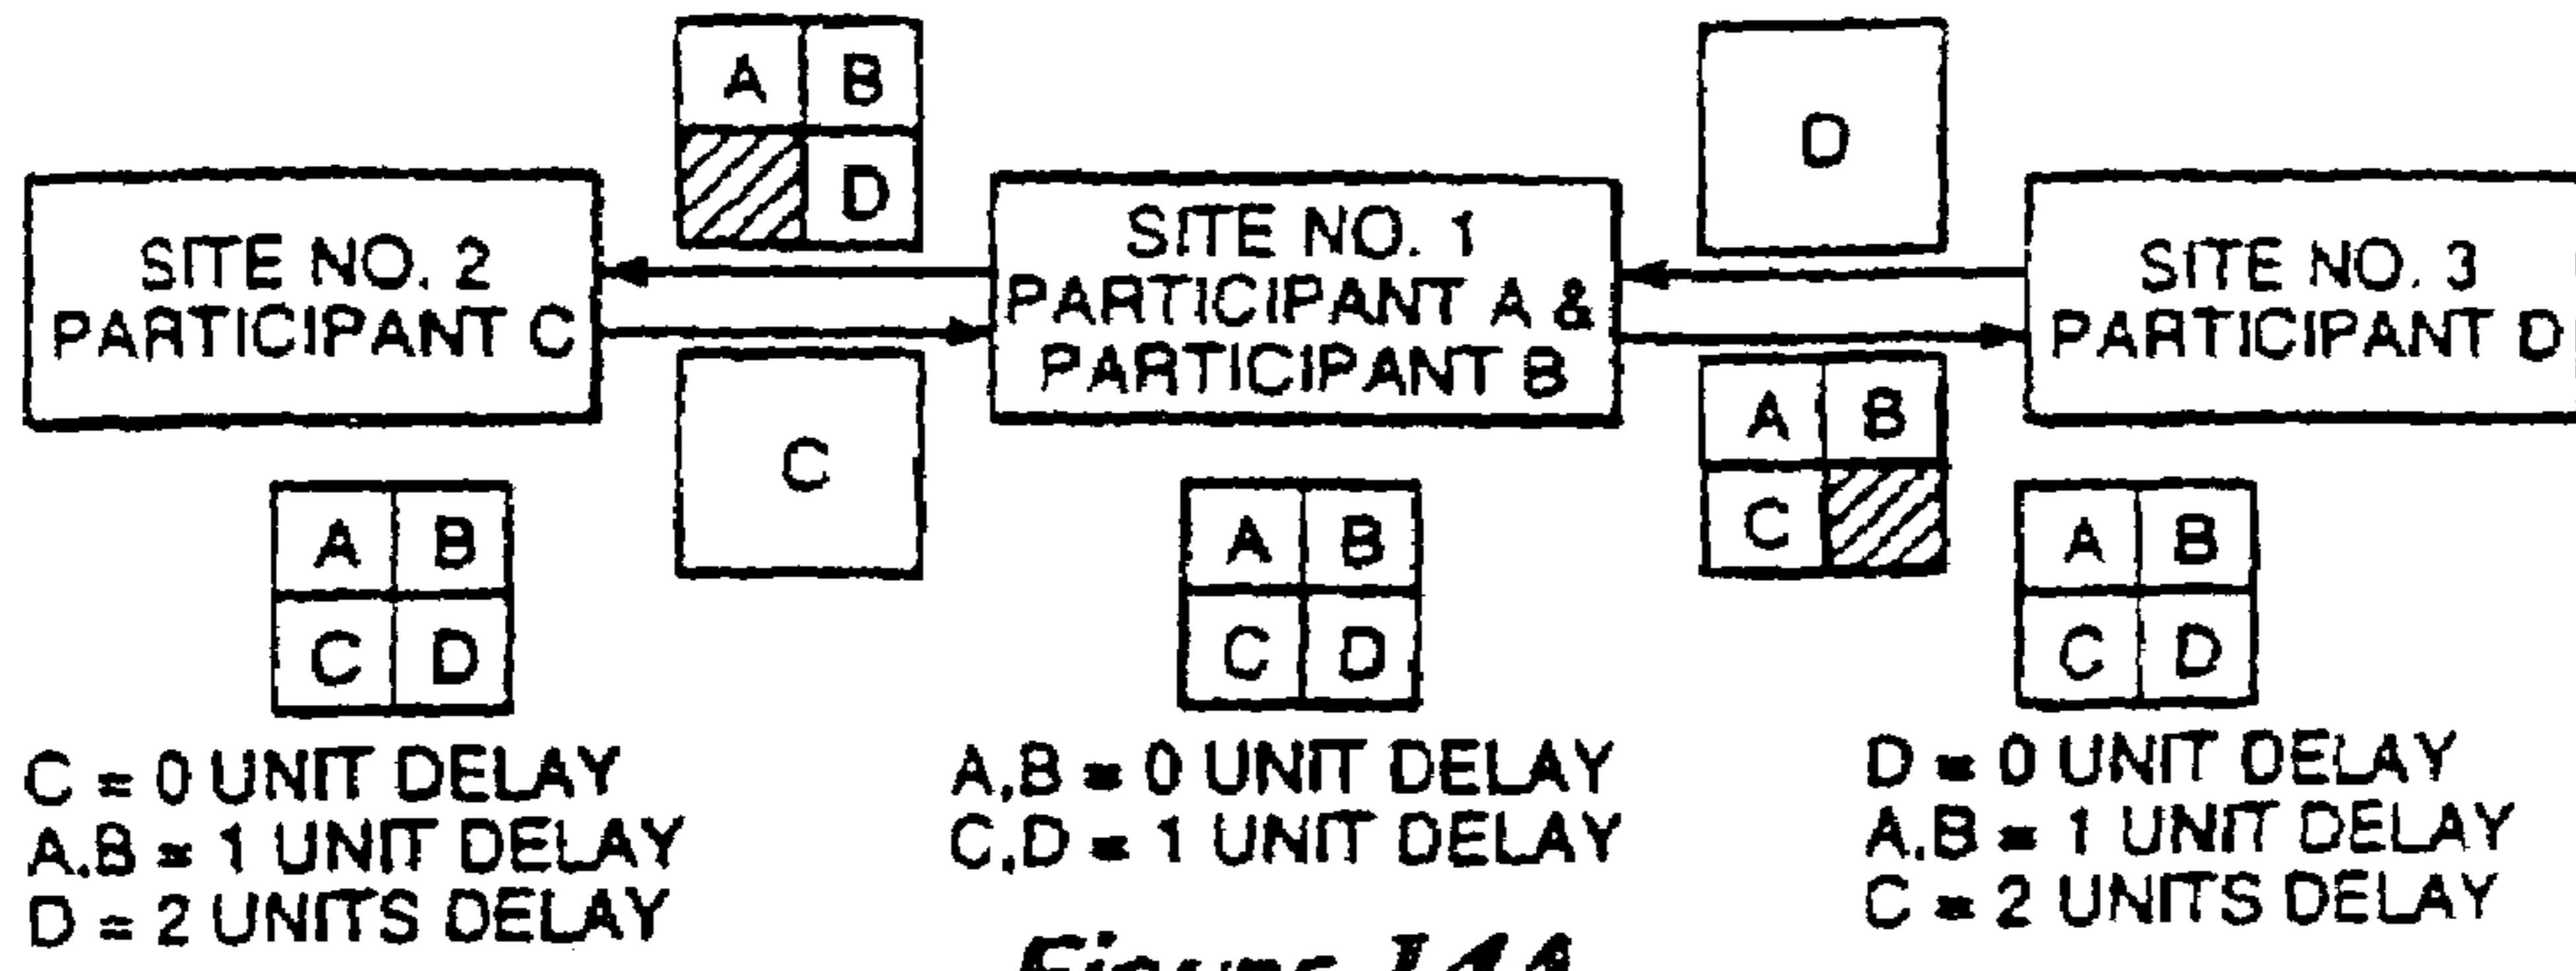 A B
D
D
SITE NO. 2
PARTICIPANT C
SITE NO. 1
PARTICIPANT A &
PARTICIPANT B
SITE NO. 3
PARTICIPANT D
C
A B
C
A B
C D
A B
C D
A B
C D
C = 0 UNIT DELAY
A,B = 1 UNIT DELAY
D = 2 UNITS DELAY
A,B = 0 UNIT DELAY
C,D = 1 UNIT DELAY
D = 0 UNIT DELAY
A,B = 1 UNIT DELAY
C = 2 UNITS DELAY
Figure